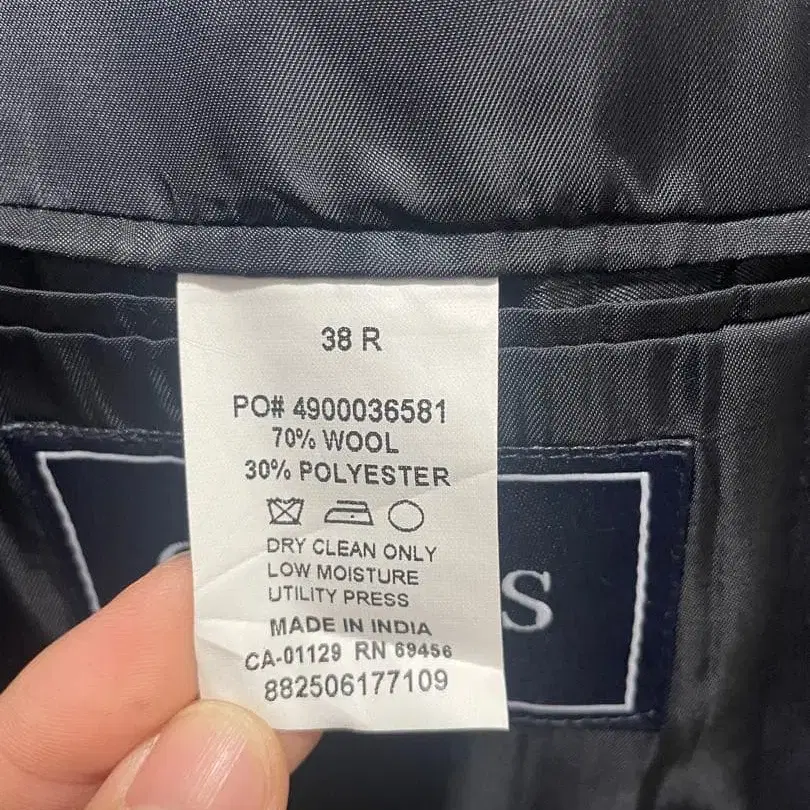 38 R
PO# 4900036581
70% WOOL
30% POLYESTER
DRY CLEAN ONLY
LOW MOISTURE
UTILITY PRESS
MADE IN INDIA
CA-01129 RN 69456
882506177109